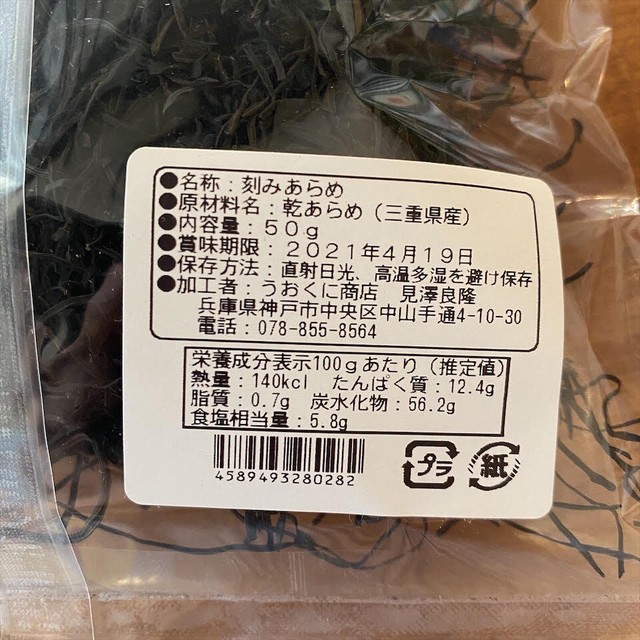 ●名称：刻みあらめ
●原材料名：乾あらめ（三重県産）
●内容量：50g
●賞味期限：2021年4月19日
●保存方法：直射日光、高温多湿を避け保存
●加工者：うおくに商店　見澤良隆
兵庫県神戸市中央区中山手通4-10-30
電話：078-855-8564
栄養成分表示100gあたり（推定値）
熱量：140kcl　たんぱく質：12.4g
脂質：0.7g　炭水化物：56.2g
食塩相当量：5.8g
4589493280282
プラ
紙